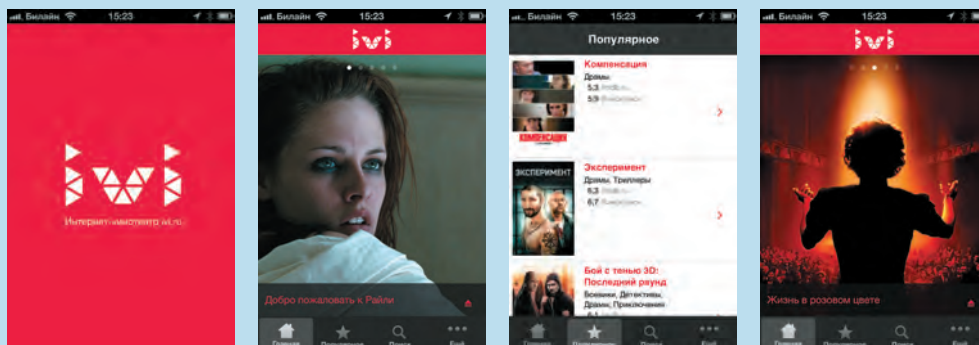 Билайн 15:23
ivi
Интернет-кинотеатр ivi.ru
Билайн 15:23
ivi
Добро пожаловать к Райли
Главная Популярное Поиск Ещё
Билайн 15:23
Популярное
Компенсация
Драмы
5,3
5,9
КОМПЕНСАЦИЯ
ЭКСПЕРИМЕНТ
Эксперимент
Драмы, Триллеры
6,3
6,7
Бой с тенью 3D:
Последний раунд
Боевики, Детективы,
Драмы, Приключения
6,1
Главная Популярное Поиск Ещё
Билайн 15:23
ivi
Жизнь в розовом цвете
Главная Популярное Поиск Ещё